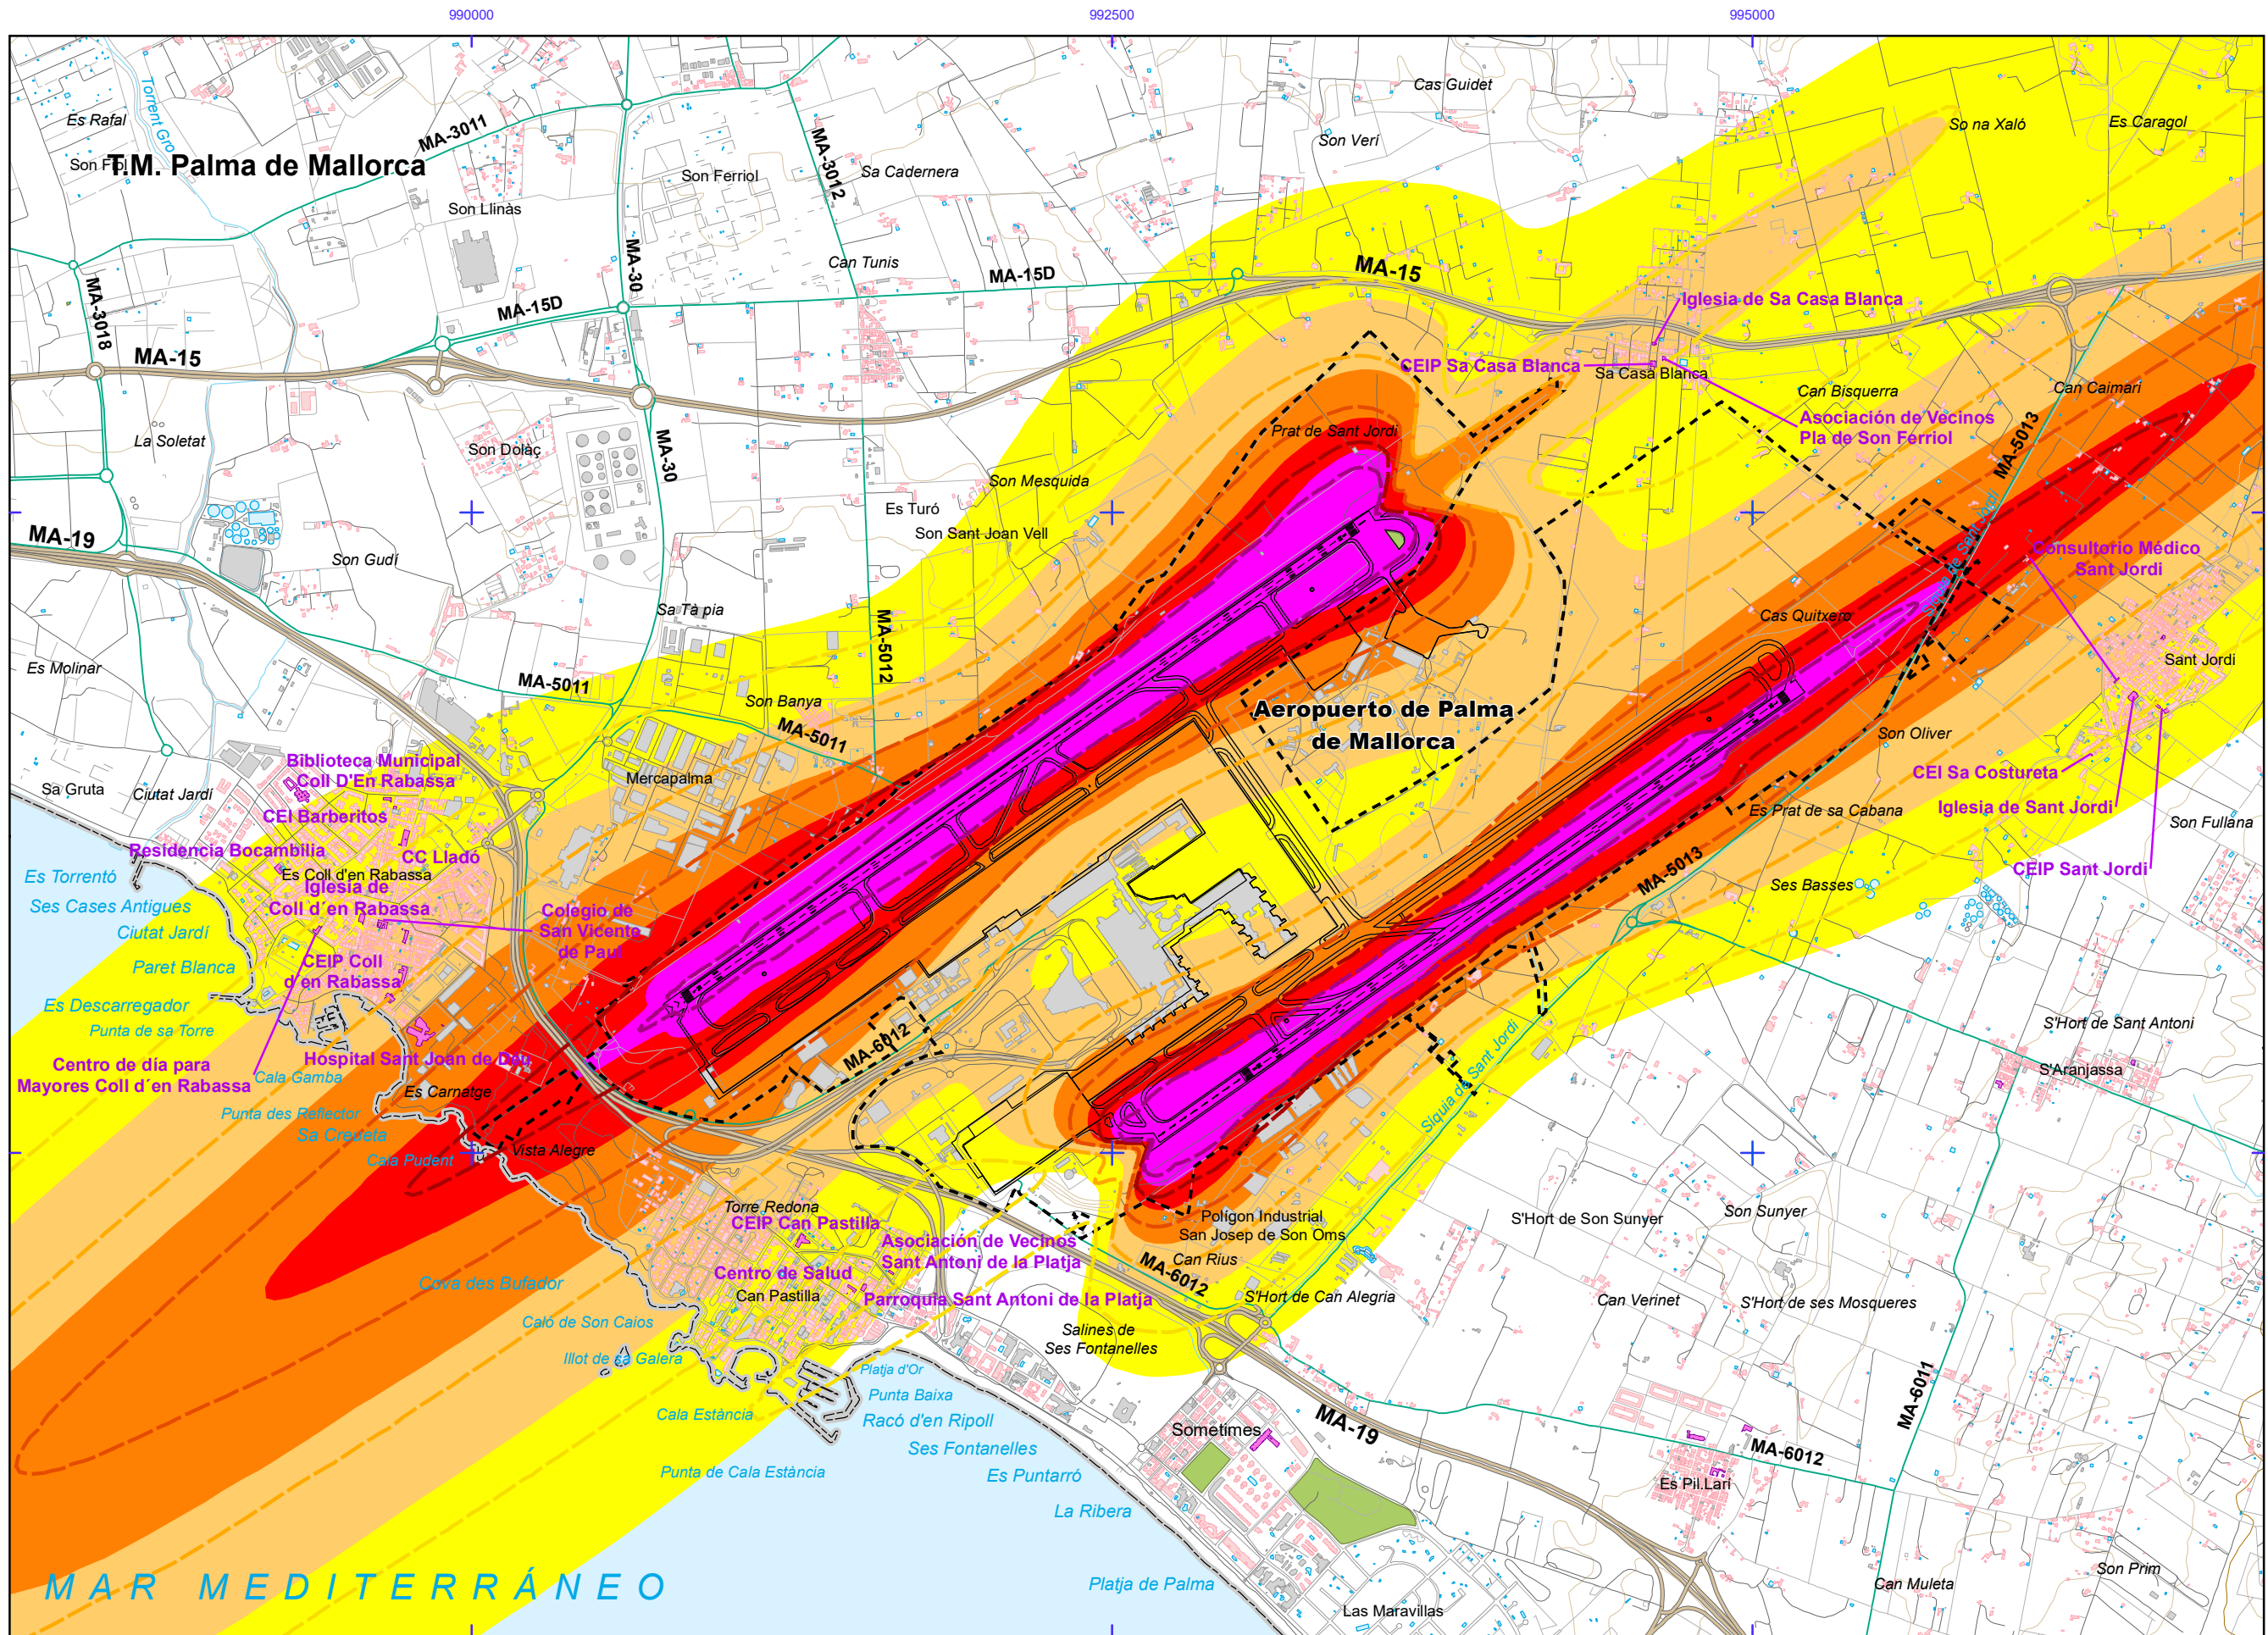 990000
992500
995000
Cas Guidet
Torrent Gro
Es Rafal
MA-3011
So na Xaló
Es Caragol
Son Verí
T.M. Palma de Mallorca
MA-3012
Sa Cadernera
Son Ferriol
Son Llinàs
MA-30
Can Tunis
MA-15D
MA-15
MA-15D
MA-3018
Iglesia de Sa Casa Blanca
MA-15
CEIP Sa Casa Blanca
Sa Casa Blanca
Can Bisquerra
Can Caimari
Asociación de Vecinos
Pla de Son Ferriol
Prat de Sant Jordi
La Soletat
Son Dolaç
MA-30
MA-5013
Son Mesquida
Es Turó
Son Sant Joan Vell
MA-19
Son Gudí
Síquia de Sant Jordi
Consultorio Médico
Sant Jordi
Sa Tà pia
MA-5012
Cas Quitxero
Es Molinar
Sant Jordi
MA-5011
Son Banya
MA-5011
Aeropuerto de Palma
de Mallorca
Son Oliver
Biblioteca Municipal
Coll D'En Rabassa
Mercapalma
CEI Sa Costureta
Sa Gruta
Ciutat Jardí
CEI Barberitos
Es Prat de sa Cabana
Iglesia de Sant Jordi
Son Fullana
Residencia Bocambilia
CC Lladó
Es Coll d'en Rabassa
MA-5013
CEIP Sant Jordi
Es Torrentó
Iglesia de
Coll d´en Rabassa
Ses Basses
Ses Cases Antigues
Colegio de
San Vicente
de Paul
Ciutat Jardí
Paret Blanca
CEIP Coll
d'en Rabassa
Es Descarregador
Punta de sa Torre
S'Hort de Sant Antoni
MA-6012
Hospital Sant Joan de Deu
Centro de día para
Mayores Coll d´en Rabassa
Cala Gamba
S'Aranjassa
Es Carnatge
Síquia de Sant Jordi
Punta des Reflector
Sa Creueta
Cala Pudent
Vista Alegre
Torre Redona
CEIP Can Pastilla
Polígon Industrial
San Josep de Son Oms
S'Hort de Son Sunyer
Son Sunyer
Asociación de Vecinos
Sant Antoni de la Platja
Can Rius
Centro de Salud
MA-6012
Cova des Bufador
Can Pastilla
Parroquia Sant Antoni de la Platja
S'Hort de Can Alegria
Can Verinet
S'Hort de ses Mosqueres
Caló de Son Caios
Salines de
Ses Fontanelles
Illot de sa Galera
Platja d'Or
Punta Baixa
MA-6011
Cala Estància
Racó d'en Ripoll
Sometimes
MA-19
Ses Fontanelles
MA-6012
Punta de Cala Estància
Es Puntarró
Es Pil.Larí
La Ribera
MAR MEDITERRÁNEO
Platja de Palma
Can Muleta
Son Prim
Las Maravillas